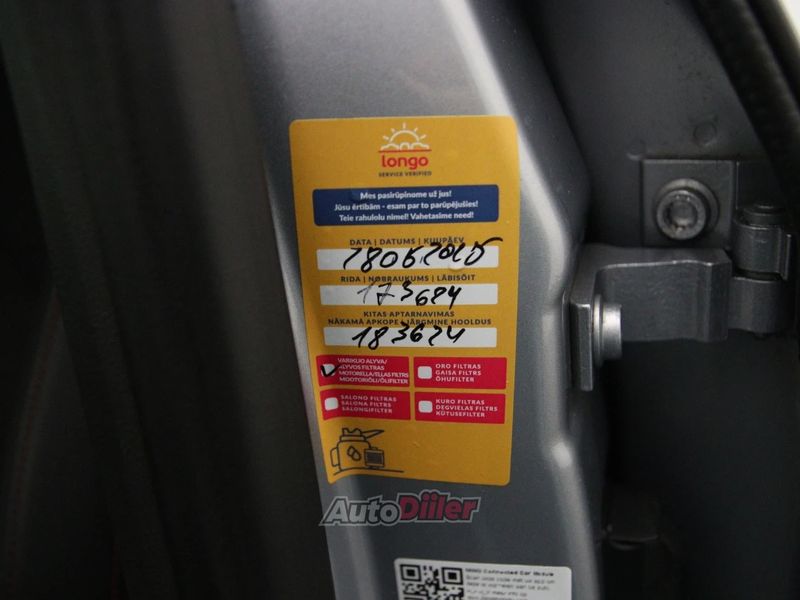 longo
SERVICE VERIFIED
Mes pasirūpinome už jus!
Jūsu ērtībām - esam par to parūpējušies!
Teie rahulolu nimel! Vahetasime need!
DATA | DATUMS | KUUPÄEV
RIDA | NOBRAUKUMS | LÄBISÕIT
173684
KITAS APTARNAVIMAS
NĀKAMĀ APKOPE | JÄRGMINE HOOLDUS
VARIKLIO ALYVA/
ALYVOS FILTRAS
MOTOREĻĻA/EĻĻAS FILTRS
MOOTORIÕLI/ÕLIFILTER
ORO FILTRAS
GAISA FILTRS
ÕHUFILTER
SALONO FILTRAS
SALONA FILTRS
SALONGIFILTER
KURO FILTRAS
DEGVIELAS FILTRS
KÜTUSEFILTER
AutoDiiler